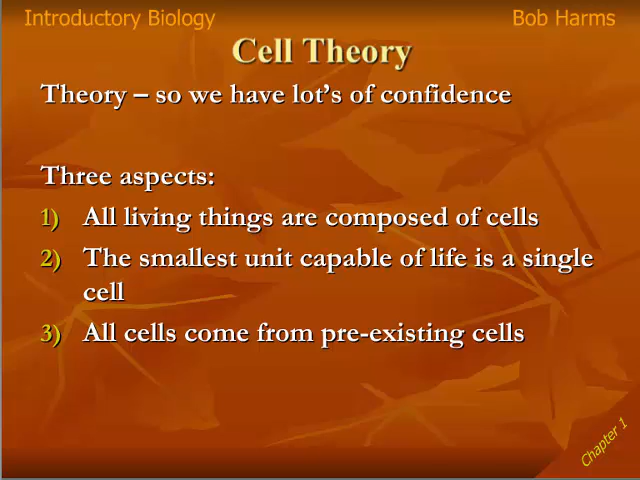 Introductory Biology Bob Harms
Cell Theory
Theory – so we have lot’s of confidence
Three aspects:
1) All living things are composed of cells
2) The smallest unit capable of life is a single
cell
3) All cells come from pre-existing cells
Chapter 1